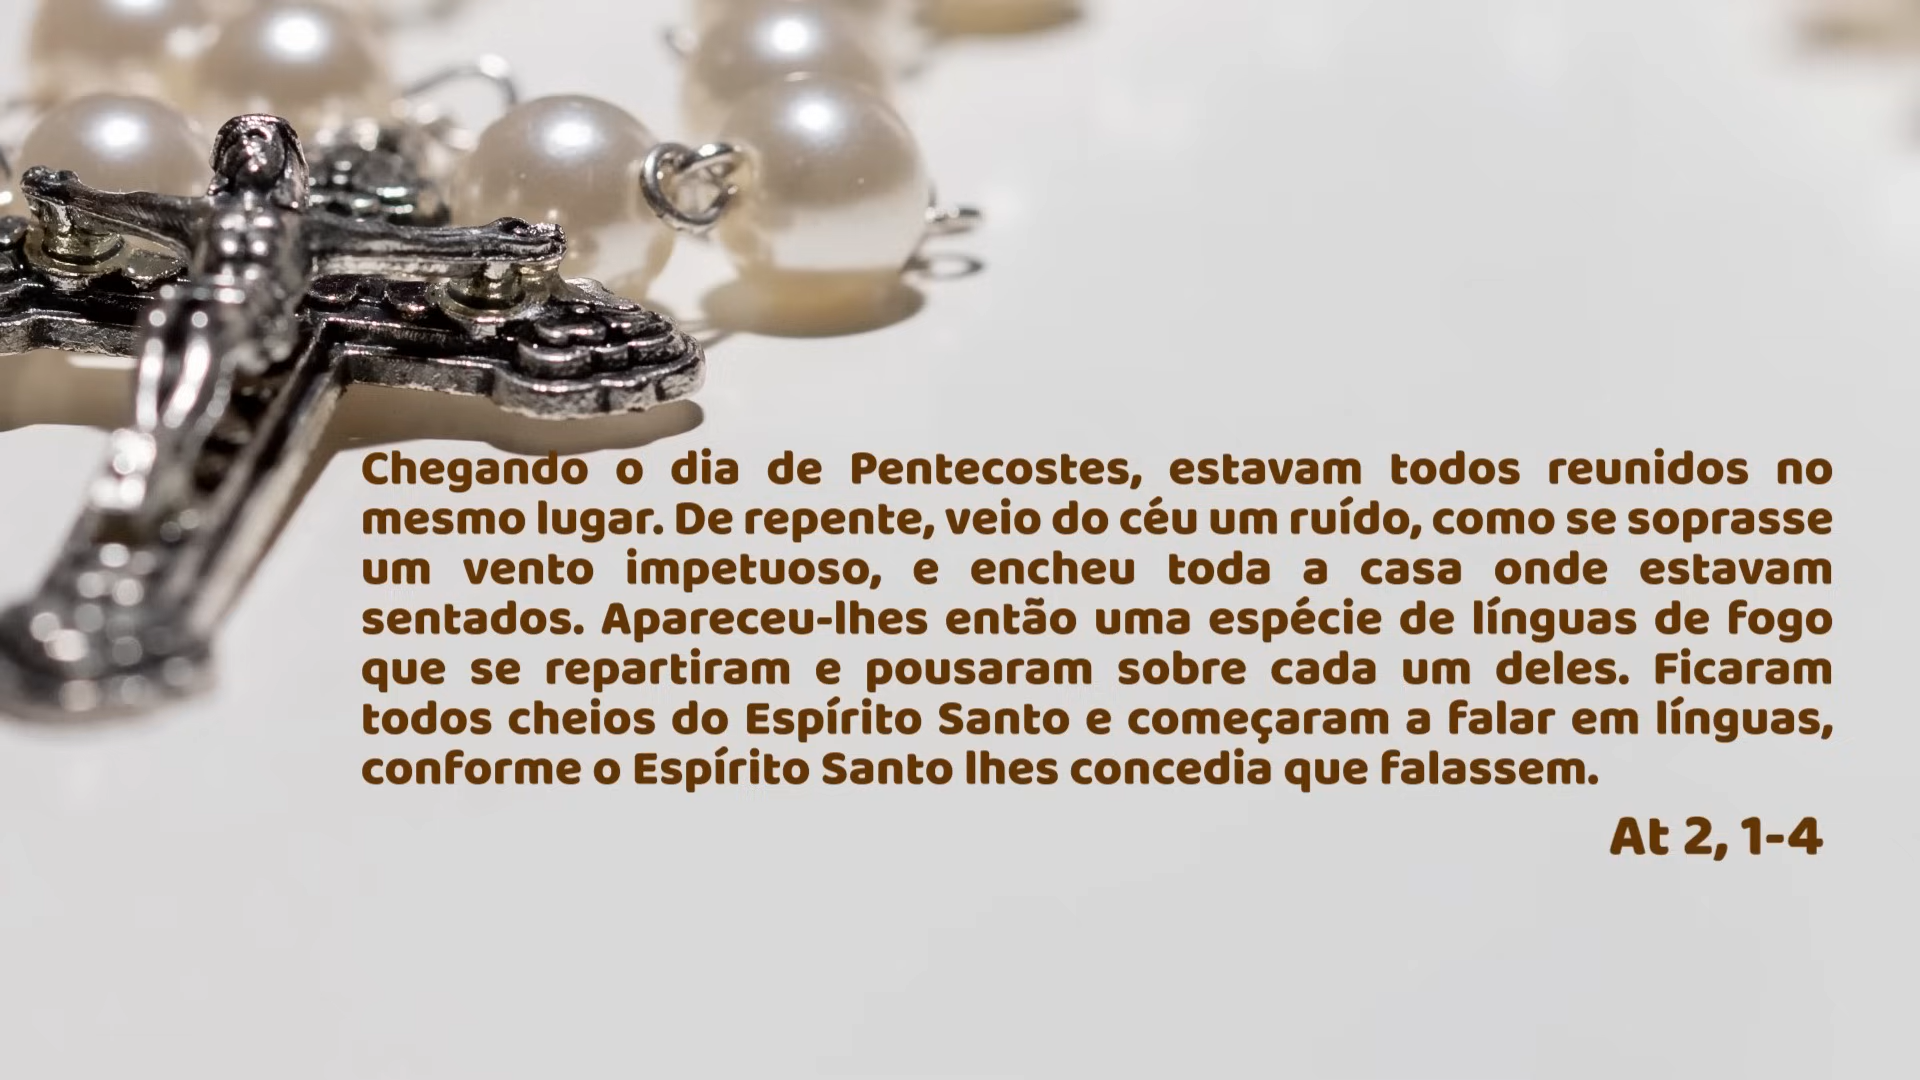 Chegando o dia de Pentecostes, estavam todos reunidos no
mesmo lugar. De repente, veio do céu um ruído, como se soprasse
um vento impetuoso, e encheu toda a casa onde estavam
sentados. Apareceu-lhes então uma espécie de línguas de fogo
que se repartiram e pousaram sobre cada um deles. Ficaram
todos cheios do Espírito Santo e começaram a falar em línguas,
conforme o Espírito Santo lhes concedia que falassem.
At 2, 1-4